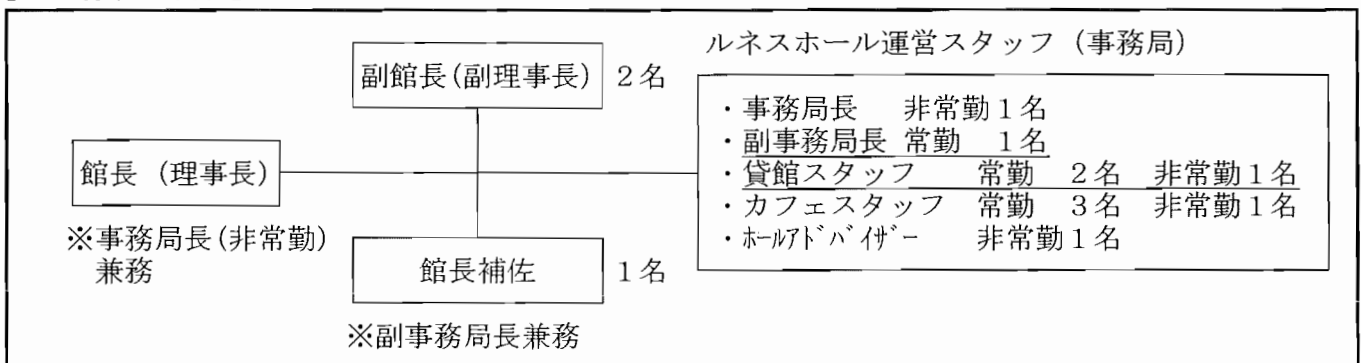 ルネスホール運営スタッフ（事務局）
副館長(副理事長) 2名
・事務局長 非常勤1名
・副事務局長 常勤 1名
館長（理事長）
・貸館スタッフ 常勤 2名 非常勤1名
・カフェスタッフ 常勤 3名 非常勤1名
※事務局長(非常勤)
兼務
・ホールアドバイザー 非常勤1名
館長補佐 1名
※副事務局長兼務